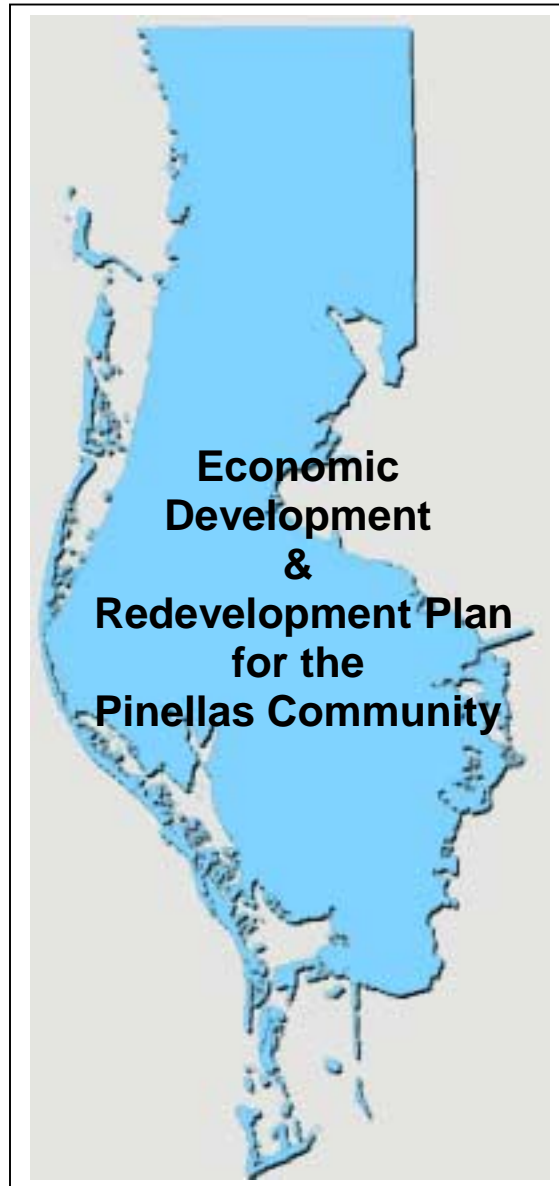 Economic
Development
&
Redevelopment Plan
for the
Pinellas Community